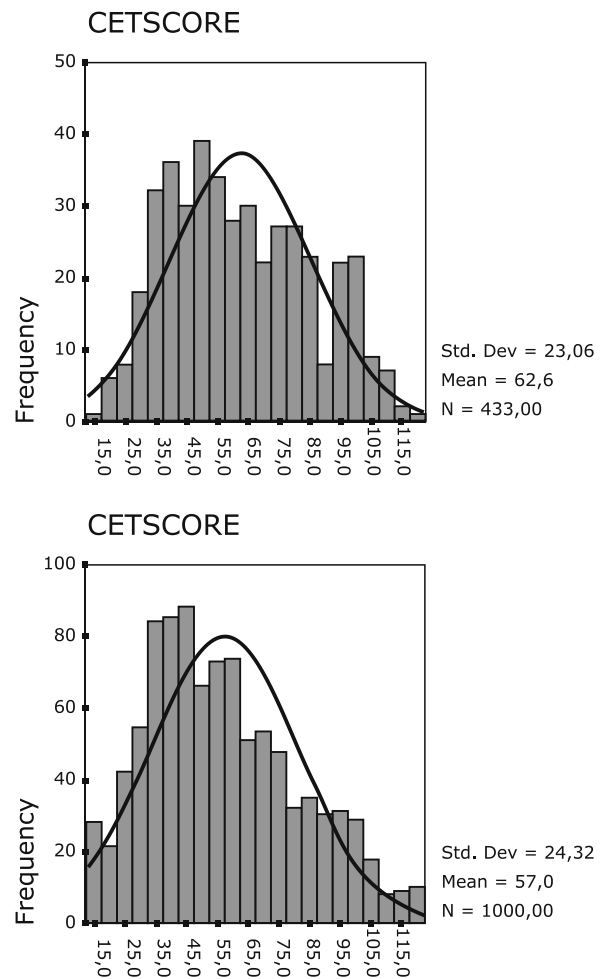 CETSCORE
50
40
30
20
10
0
Frequency
15,0 25,0 35,0 45,0 55,0 65,0 75,0 85,0 95,0 105,0 115,0
Std. Dev = 23,06
Mean = 62,6
N = 433,00
CETSCORE
100
80
60
40
20
0
Frequency
15,0 25,0 35,0 45,0 55,0 65,0 75,0 85,0 95,0 105,0 115,0
Std. Dev = 24,32
Mean = 57,0
N = 1000,00